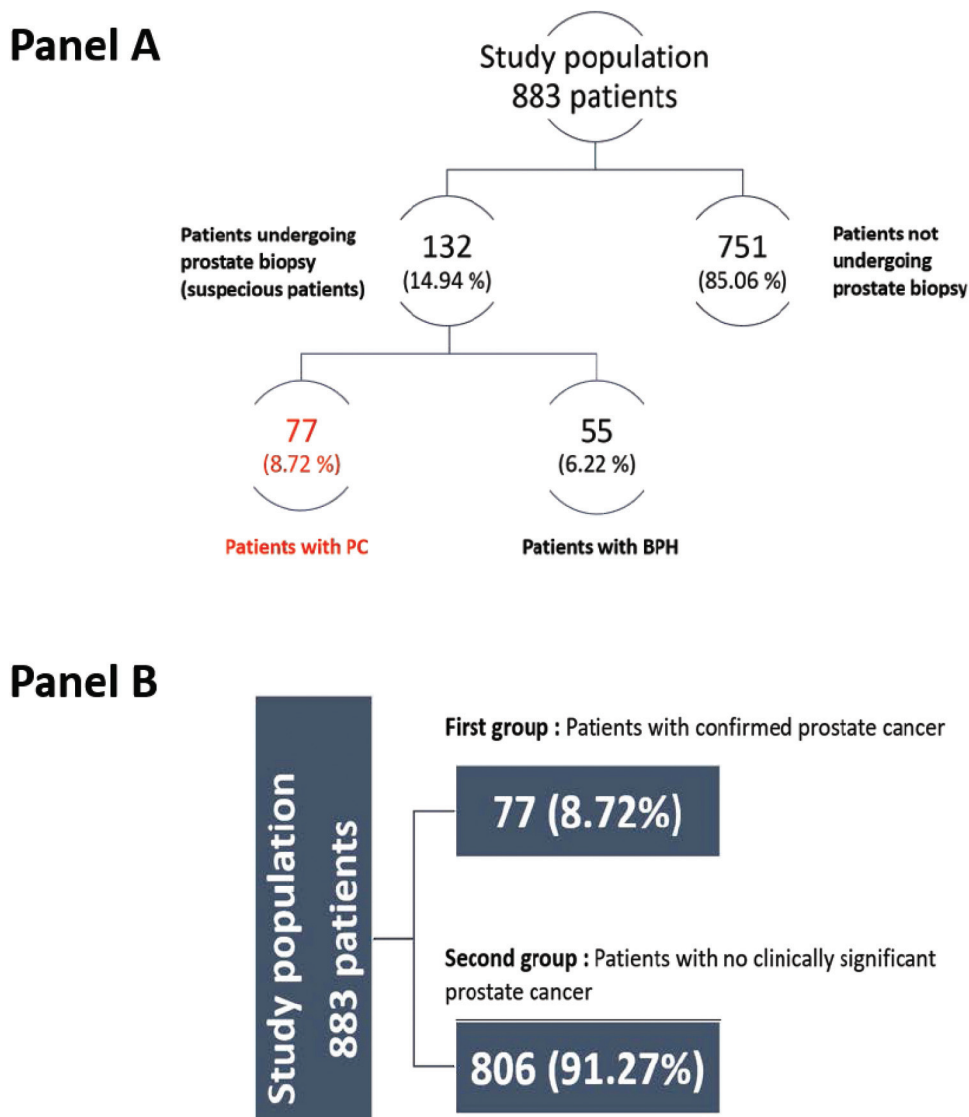 Panel A
Study population
883 patients
Patients undergoing
prostate biopsy
(suspecious patients)
132
(14.94 %)
751
(85.06 %)
Patients not
undergoing
prostate biopsy
77
(8.72 %)
55
(6.22 %)
Patients with PC
Patients with BPH
Panel B
Study population
883 patients
First group : Patients with confirmed prostate cancer
77 (8.72%)
Second group : Patients with no clinically significant
prostate cancer
806 (91.27%)